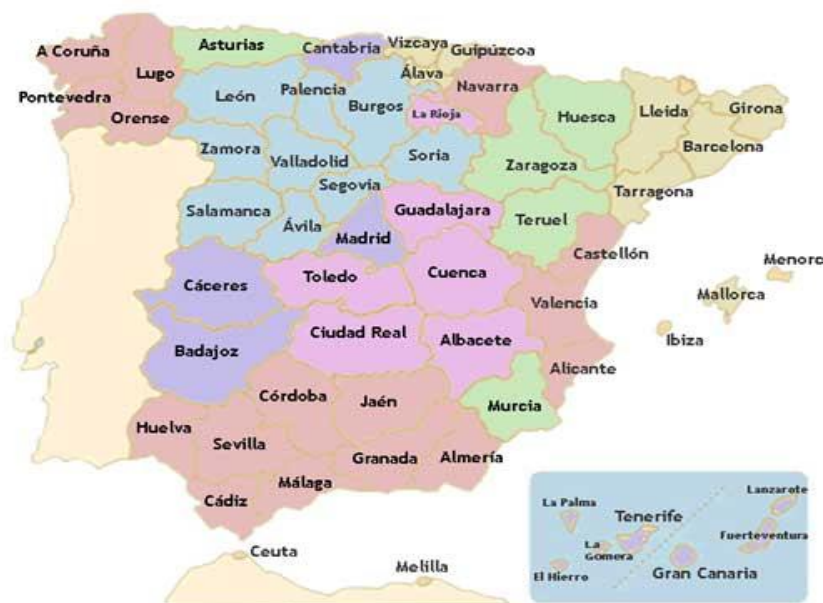 Asturias
Cantabria
Vizcaya
Guipúzcoa
A Coruña
Lugo
Álava
Navarra
Pontevedra
León
Palencia
Burgos
La Rioja
Huesca
Lleida
Girona
Orense
Zamora
Valladolid
Soria
Zaragoza
Barcelona
Segovia
Tarragona
Salamanca
Ávila
Guadalajara
Teruel
Madrid
Castellón
Menorc
Cáceres
Toledo
Cuenca
Mallorca
Valencia
Badajoz
Ciudad Real
Albacete
Ibiza
Alicante
Córdoba
Jaén
Murcia
Huelva
Sevilla
Granada
Almería
Málaga
Cádiz
Ceuta
Melilla
La Palma
Tenerife
Lanzarote
La
Gomera
Fuerteventura
El Hierro
Gran Canaria